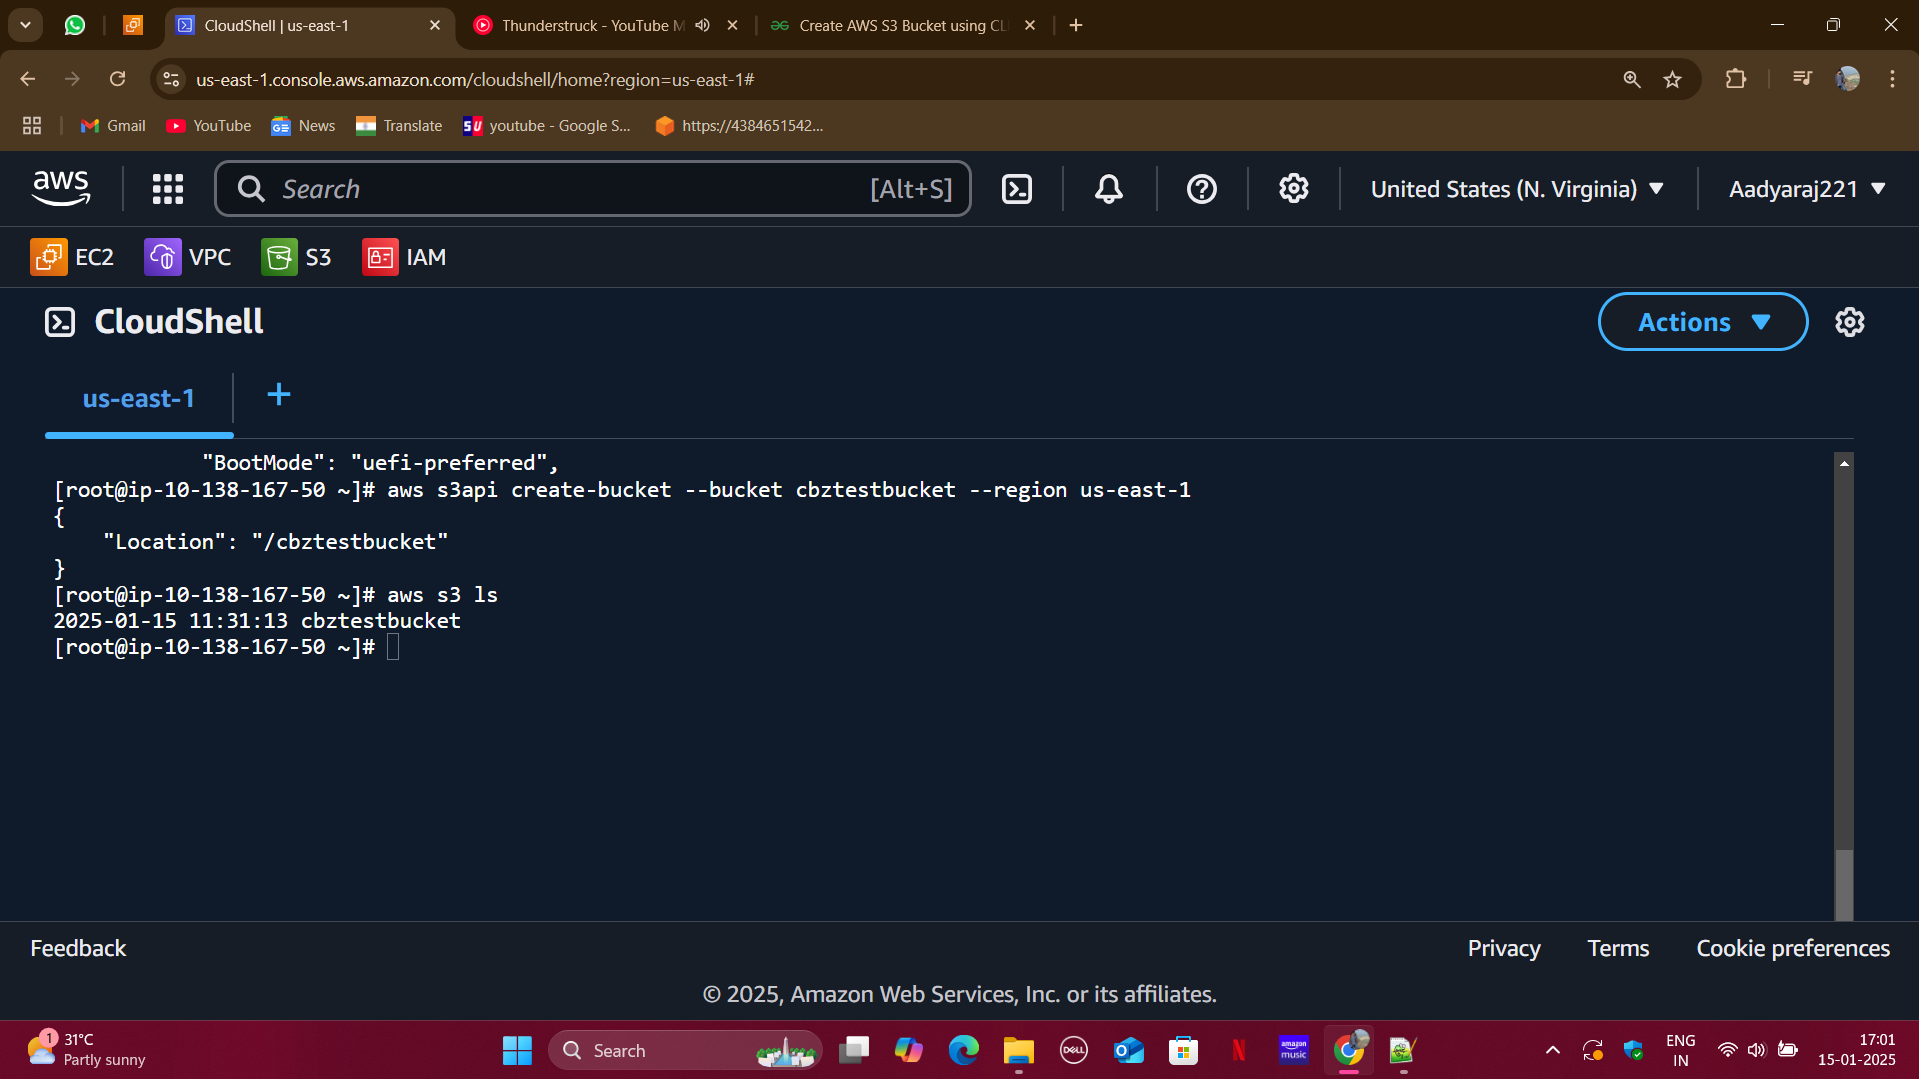 CloudShell | us-east-1
Thunderstruck - YouTube M
Create AWS S3 Bucket using CL
us-east-1.console.aws.amazon.com/cloudshell/home?region=us-east-1#
Gmail
YouTube
News
Translate
SU youtube - Google S...
https://4384651542...
aws
Search
[Alt+S]
United States (N. Virginia)
Aadyaraj221
EC2
VPC
S3
IAM
CloudShell
Actions
us-east-1
"BootMode": "uefi-preferred",
[root@ip-10-138-167-50 ~]# aws s3api create-bucket --bucket cbztestbucket --region us-east-1
{
"Location": "/cbztestbucket"
}
[root@ip-10-138-167-50 ~]# aws s3 ls
2025-01-15 11:31:13 cbztestbucket
[root@ip-10-138-167-50 ~]#
Feedback
Privacy
Terms
Cookie preferences
© 2025, Amazon Web Services, Inc. or its affiliates.
1
31°C
Partly sunny
Search
DELL
amazon music
ENG
IN
17:01
15-01-2025